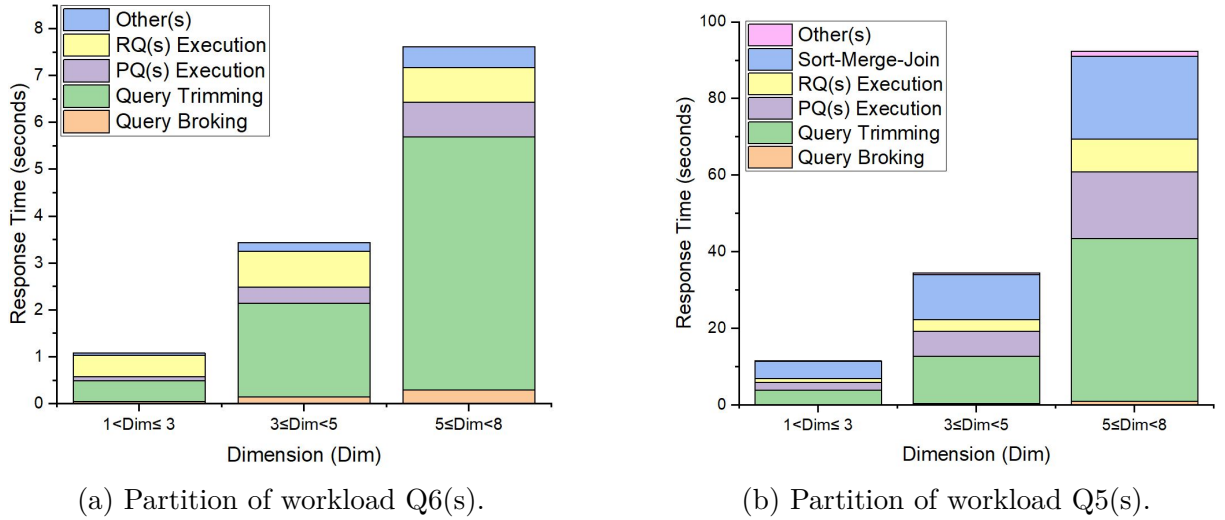 Other(s)
RQ(s) Execution
PQ(s) Execution
Query Trimming
Query Broking
Response Time (seconds)
8
7
6
5
4
3
2
1
0
1<Dim≤ 3
3≤Dim<5
5≤Dim<8
Dimension (Dim)
(a) Partition of workload Q6(s).
Other(s)
Sort-Merge-Join
RQ(s) Execution
PQ(s) Execution
Query Trimming
Query Broking
Response Time (seconds)
100
80
60
40
20
0
1<Dim≤ 3
3≤Dim<5
5≤Dim<8
Dimension (Dim)
(b) Partition of workload Q5(s).